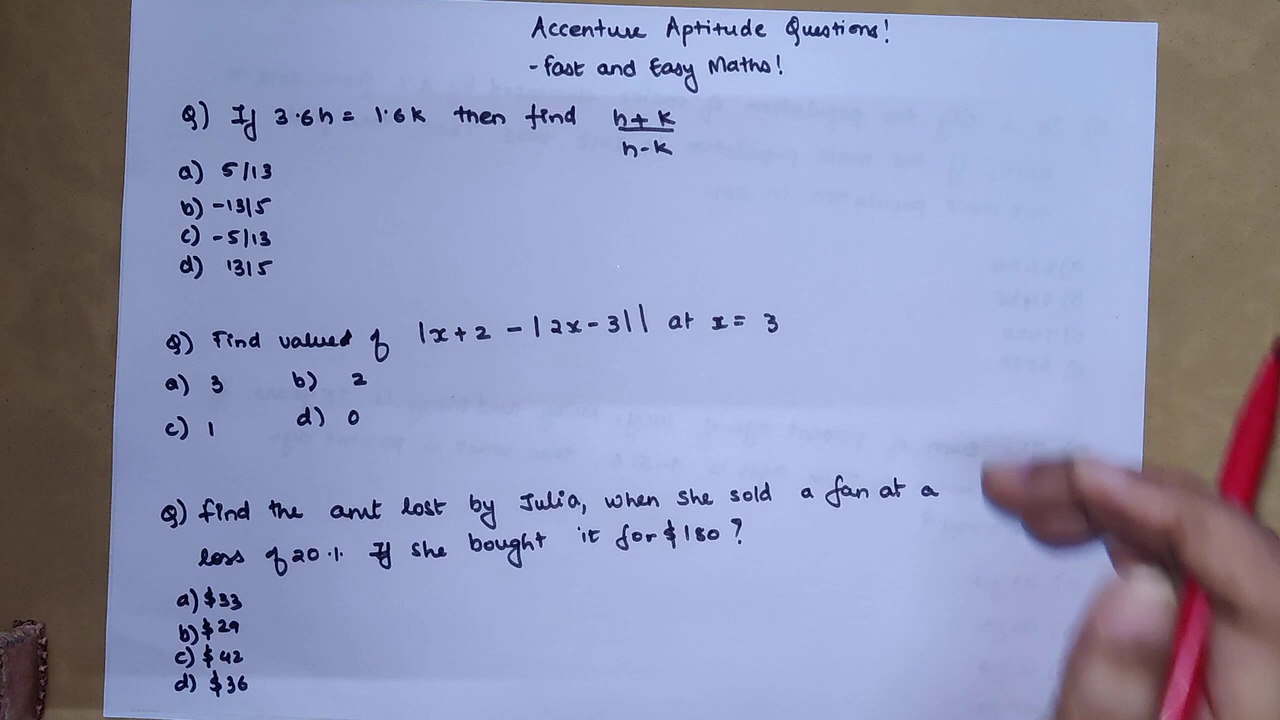 Accenture Aptitude Questions!
- Fast and Easy Maths!
Q) If 3.6h = 1.6k then find h+k
h-k
a) 5/13
b) -13/5
c) -5/13
d) 13/5
Q) Find valued of |x+2 - |2x-3|| at x = 3
a) 3 b) 2
c) 1 d) 0
Q) find the amt lost by Julia, when she sold a fan at a
loss of 20%. If she bought it for $180?
a) $33
b) $29
c) $42
d) $36